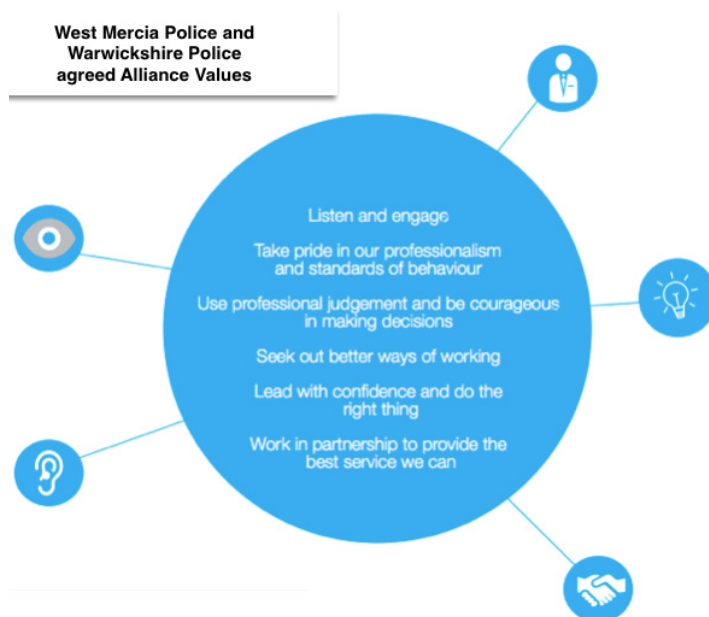 West Mercia Police and
Warwickshire Police
agreed Alliance Values
Listen and engage
Take pride in our professionalism
and standards of behaviour
Use professional judgement and be courageous
in making decisions
Seek out better ways of working
Lead with confidence and do the
right thing
Work in partnership to provide the
best service we can